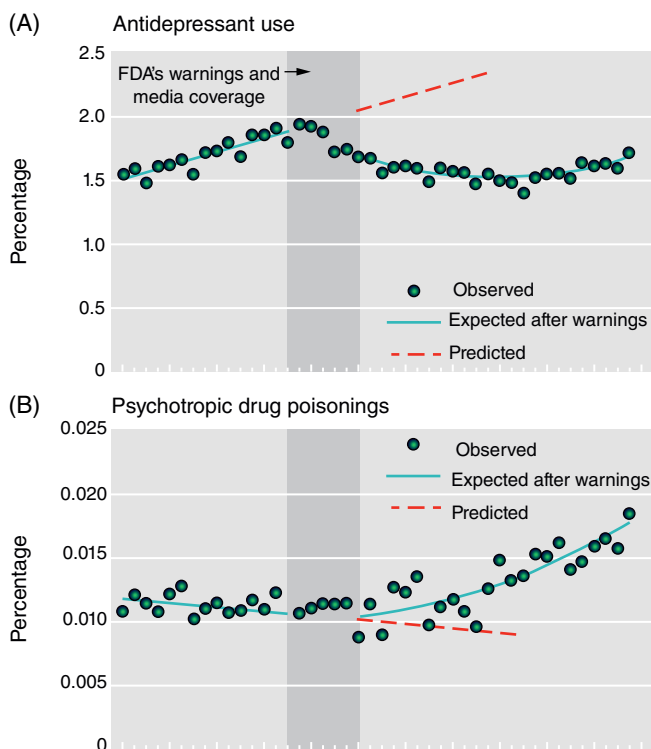 (A)
Antidepressant use
2.5
FDA's warnings and
media coverage
2.0
1.5
1.0
0.5
0
Percentage
Observed
Expected after warnings
Predicted
(B)
Psychotropic drug poisonings
0.025
0.020
0.015
0.010
0.005
0
Percentage
Observed
Expected after warnings
Predicted